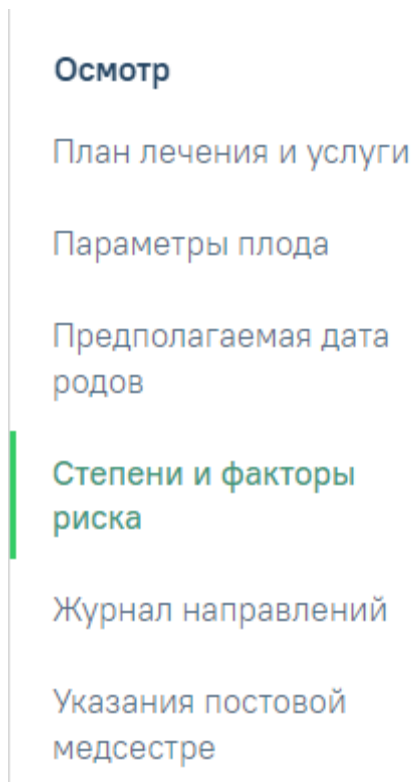 Осмотр
План лечения и услуги
Параметры плода
Предполагаемая дата
родов
Степени и факторы
риска
Журнал направлений
Указания постовой
медсестре